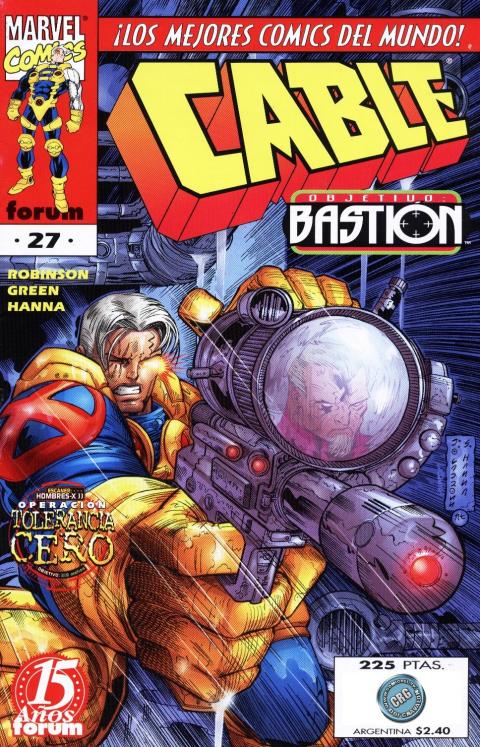 MARVEL
COMICS
¡LOS MEJORES COMICS DEL MUNDO!
CABLE
forum
· 27 ·
OBJETIVO:
BASTION
ROBINSON
GREEN
HANNA
ESCANEO
HOMBRES-X
OPERACIÓN
TOLERANCIA
CERO
15
Años
forum
225 PTAS.
CRG
ARGENTINA $2.40